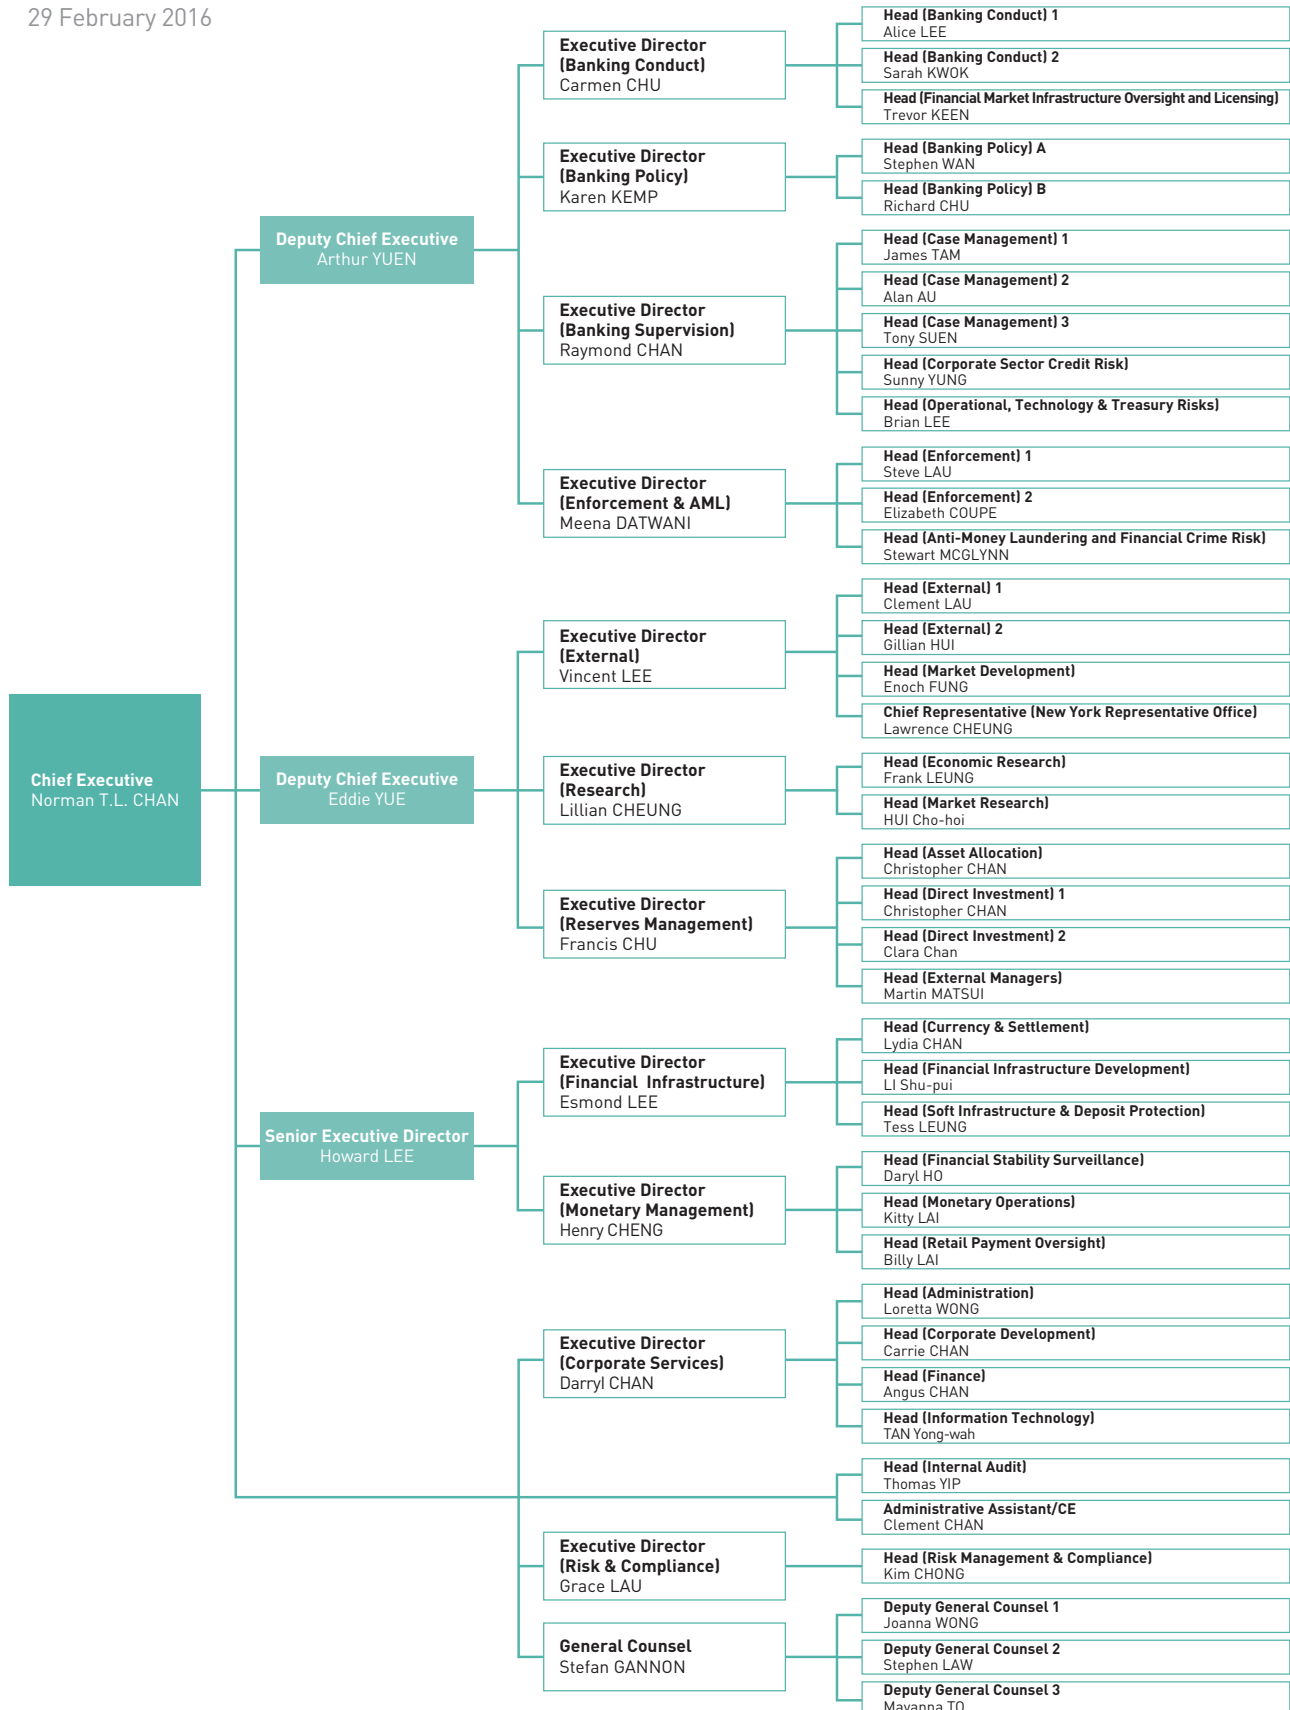 29 February 2016
Chief Executive
Norman T.L. CHAN
Deputy Chief Executive
Arthur YUEN
Executive Director
(Banking Conduct)
Carmen CHU
Head (Banking Conduct) 1
Alice LEE
Head (Banking Conduct) 2
Sarah KWOK
Head (Financial Market Infrastructure Oversight and Licensing)
Trevor KEEN
Executive Director
(Banking Policy)
Karen KEMP
Head (Banking Policy) A
Stephen WAN
Head (Banking Policy) B
Richard CHU
Executive Director
(Banking Supervision)
Raymond CHAN
Head (Case Management) 1
James TAM
Head (Case Management) 2
Alan AU
Head (Case Management) 3
Tony SUEN
Head (Corporate Sector Credit Risk)
Sunny YUNG
Head (Operational, Technology & Treasury Risks)
Brian LEE
Executive Director
(Enforcement & AML)
Meena DATWANI
Head (Enforcement) 1
Steve LAU
Head (Enforcement) 2
Elizabeth COUPE
Head (Anti-Money Laundering and Financial Crime Risk)
Stewart MCGLYNN
Deputy Chief Executive
Eddie YUE
Executive Director
(External)
Vincent LEE
Head (External) 1
Clement LAU
Head (External) 2
Gillian HUI
Head (Market Development)
Enoch FUNG
Chief Representative (New York Representative Office)
Lawrence CHEUNG
Executive Director
(Research)
Lillian CHEUNG
Head (Economic Research)
Frank LEUNG
Head (Market Research)
HUI Cho-hoi
Executive Director
(Reserves Management)
Francis CHU
Head (Asset Allocation)
Christopher CHAN
Head (Direct Investment) 1
Christopher CHAN
Head (Direct Investment) 2
Clara Chan
Head (External Managers)
Martin MATSUI
Senior Executive Director
Howard LEE
Executive Director
(Financial Infrastructure)
Esmond LEE
Head (Currency & Settlement)
Lydia CHAN
Head (Financial Infrastructure Development)
LI Shu-pui
Head (Soft Infrastructure & Deposit Protection)
Tess LEUNG
Executive Director
(Monetary Management)
Henry CHENG
Head (Financial Stability Surveillance)
Daryl HO
Head (Monetary Operations)
Kitty LAI
Head (Retail Payment Oversight)
Billy LAI
Executive Director
(Corporate Services)
Darryl CHAN
Head (Administration)
Loretta WONG
Head (Corporate Development)
Carrie CHAN
Head (Finance)
Angus CHAN
Head (Information Technology)
TAN Yong-wah
Head (Internal Audit)
Thomas YIP
Administrative Assistant/CE
Clement CHAN
Executive Director
(Risk & Compliance)
Grace LAU
Head (Risk Management & Compliance)
Kim CHONG
General Counsel
Stefan GANNON
Deputy General Counsel 1
Joanna WONG
Deputy General Counsel 2
Stephen LAW
Deputy General Counsel 3
Mayanna TO